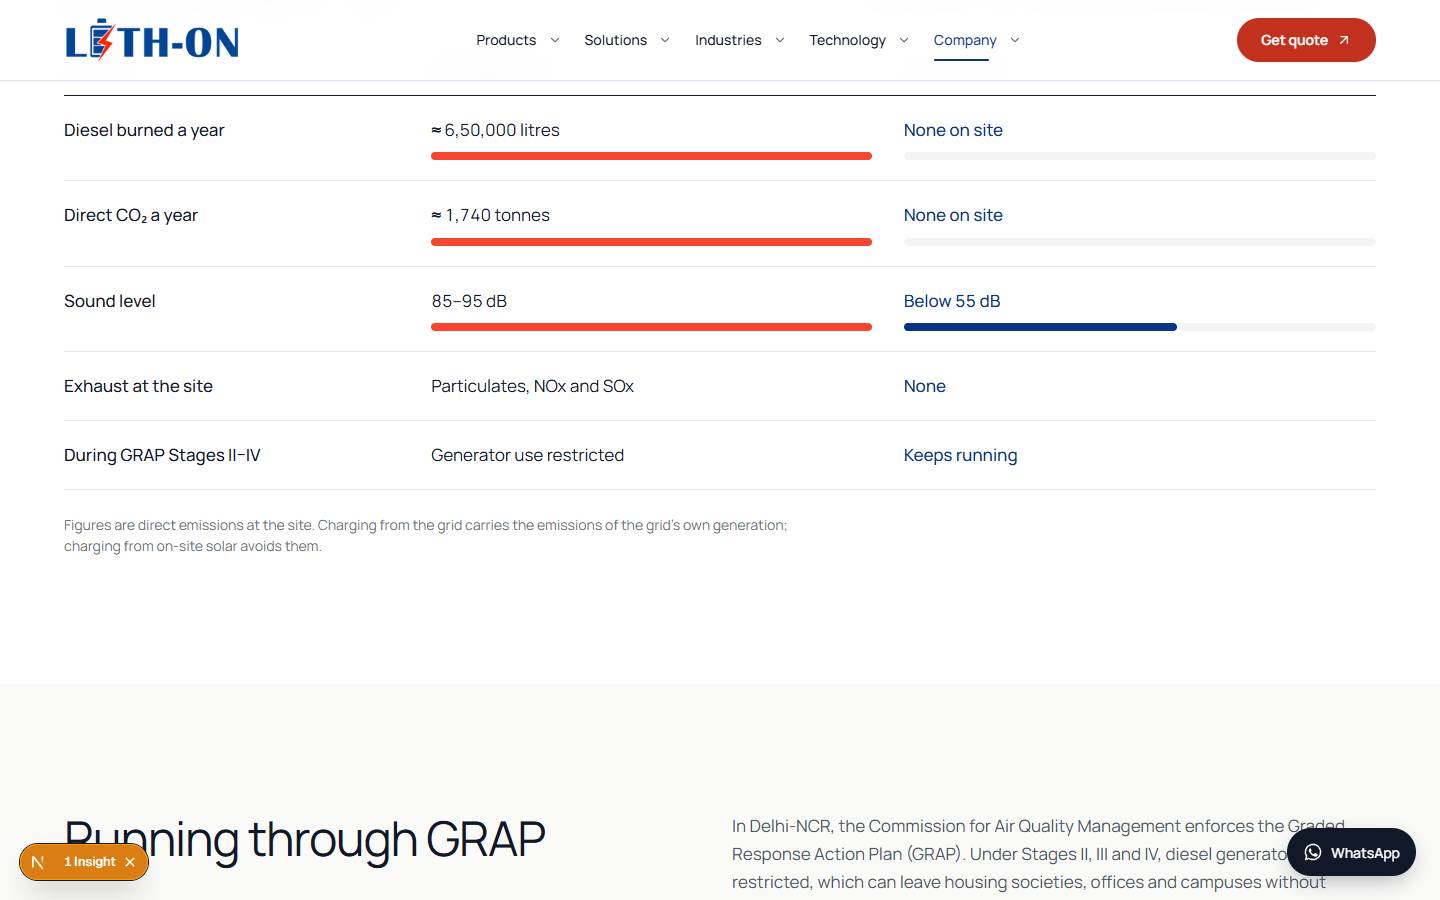 LITH-ON
Products
Solutions
Industries
Technology
Company
Get quote
Diesel burned a year
≈ 6,50,000 litres
None on site
Direct CO₂ a year
≈ 1,740 tonnes
None on site
Sound level
85–95 dB
Below 55 dB
Exhaust at the site
Particulates, NOx and SOx
None
During GRAP Stages II–IV
Generator use restricted
Keeps running
Figures are direct emissions at the site. Charging from the grid carries the emissions of the grid's own generation;
charging from on-site solar avoids them.
Running through GRAP
In Delhi-NCR, the Commission for Air Quality Management enforces the Graded
Response Action Plan (GRAP). Under Stages II, III and IV, diesel generato
restricted, which can leave housing societies, offices and campuses without
1 Insight
WhatsApp